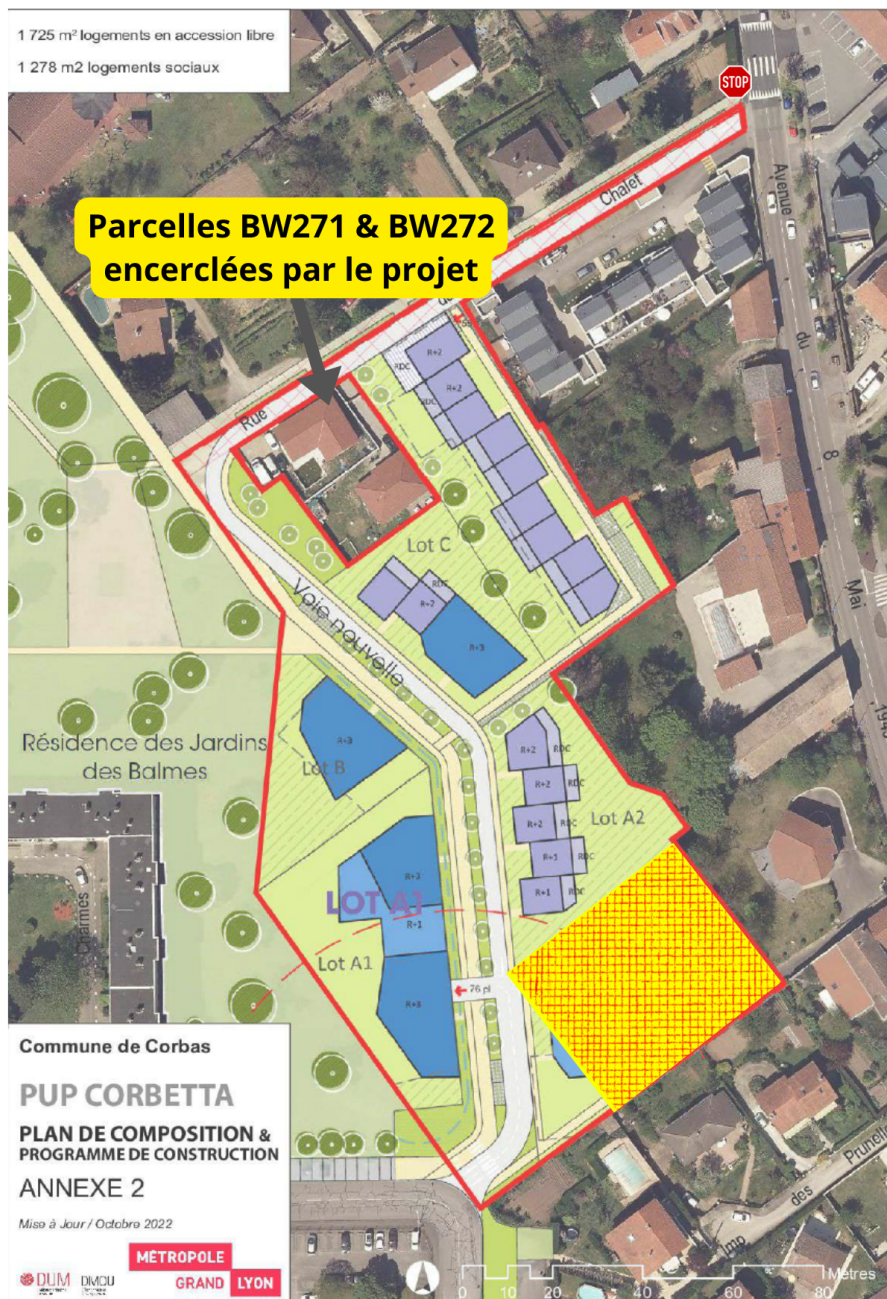 1 725 m² logements en accession libre
1 278 m2 logements sociaux
STOP
Avenue
Chalet
Parcelles BW271 & BW272
encerclées par le projet
du
R+2
RDC
R+2
RDC
Rue
8
Lot C
Mai
RDC
R+2
Voie nouvelle
R+3
1945
Résidence des Jardins
des Balmes
R+3
Lot B
R+2
RDC
R+2
RDC
R+2
RDC
Lot A2
R+1
RDC
R+1
RDC
R+3
LOT A1
R+1
Charmes
Lot A1
26 pl
R+3
Commune de Corbas
PUP CORBETTA
PLAN DE COMPOSITION &
PROGRAMME DE CONSTRUCTION
ANNEXE 2
Mise à Jour / Octobre 2022
MÉTROPOLE
GRAND LYON
DUM
DMOU
Imp des Prunelle
Mètres
0 10 20 40 60 80